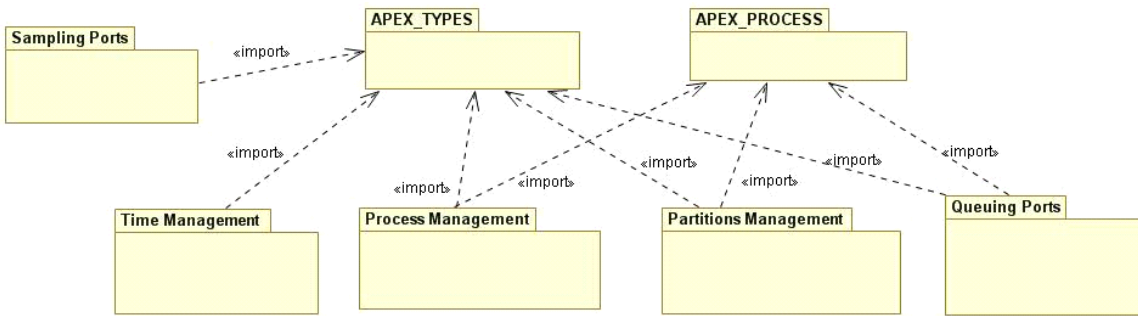 APEX_TYPES
APEX_PROCESS
Sampling Ports
«import»
«import»
«import»
«import»
«import»
«import»
«import»
«import»
Time Management
Process Management
Partitions Management
Queuing Ports